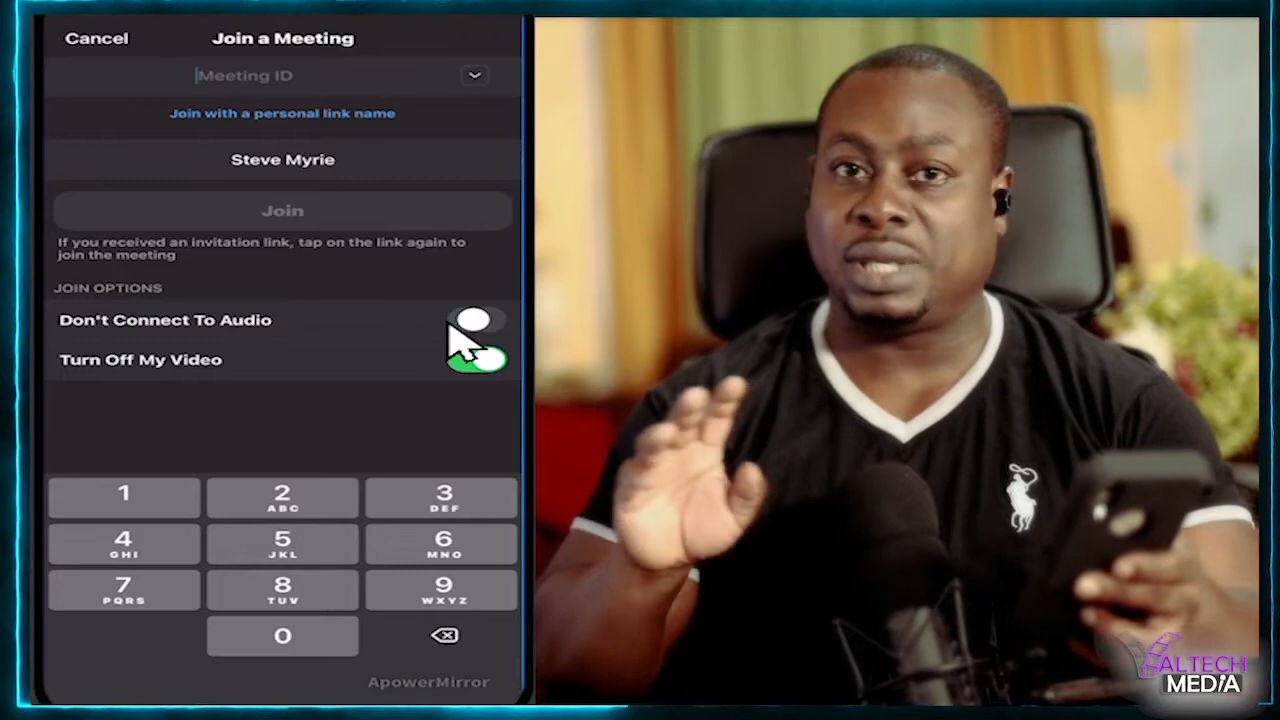 Cancel
Join a Meeting
Meeting ID
Join with a personal link name
Steve Myrie
Join
If you received an invitation link, tap on the link again to
join the meeting
JOIN OPTIONS
Don't Connect To Audio
Turn Off My Video
1
2
ABC
3
DEF
4
GHI
5
JKL
6
MNO
7
PQRS
8
TUV
9
WXYZ
0
ApowerMirror
VALTECH
MEDIA